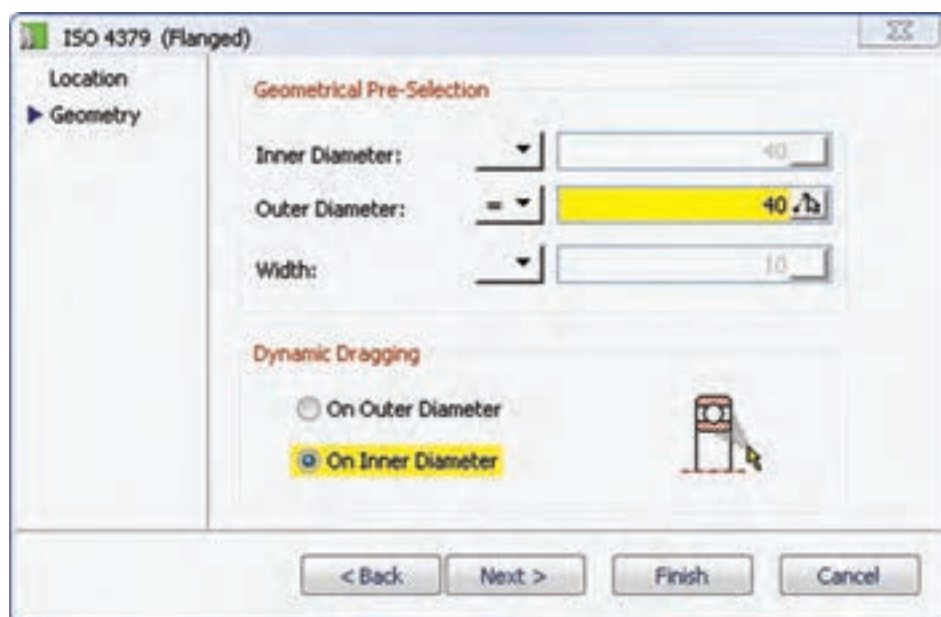 ISO 4379 (Flanged)
Location
Geometry
Geometrical Pre-Selection
Inner Diameter: 40
Outer Diameter: = 40
Width: 10
Dynamic Dragging
On Outer Diameter
On Inner Diameter
< Back Next > Finish Cancel